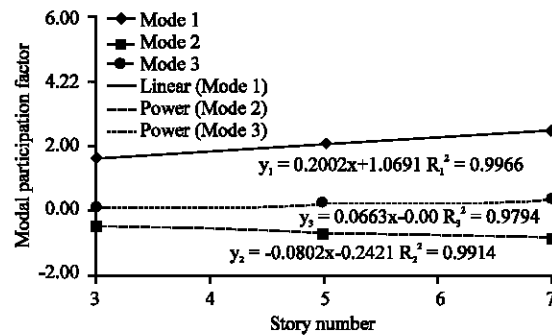 Modal participation factor
6.00
4.22
2.00
0.00
-2.00
Mode 1
Mode 2
Mode 3
Linear (Mode 1)
Power (Mode 2)
Power (Mode 3)
y₁ = 0.2002x+1.0691 R₁² = 0.9966
y₃ = 0.0663x-0.00 R₃² = 0.9794
y₂ = -0.0802x-0.2421 R₂² = 0.9914
3 4 5 6 7
Story number